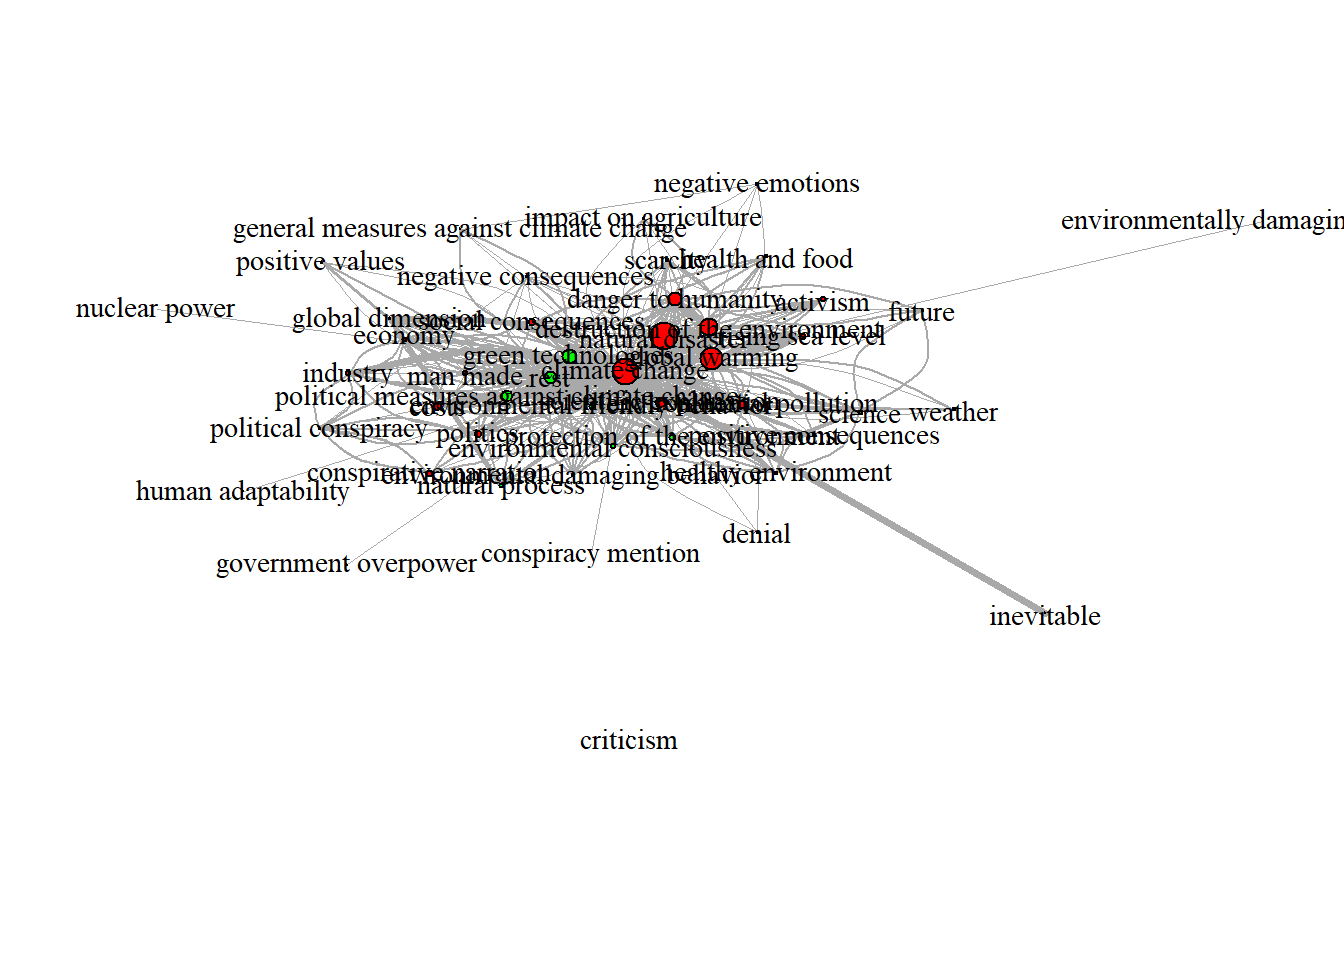 negative emotions
impact on agriculture
environmentally damagin
general measures against climate change
scarcity
health and food
positive values
negative consequences
danger to humanity
activism
nuclear power
future
global dimension
social consequences
destruction of the environment
economy
natural disaster
rising sea level
green technologies
global warming
climate change
industry
man made
rest
political measures against climate change
costs
environmental friendly behavior
pollution
science
weather
political conspiracy
politics
protection of the environment
positive consequences
environmental consciousness
conspirative narration
environmental damaging behavior
healthy environment
natural process
human adaptability
denial
conspiracy mention
government overpower
inevitable
criticism